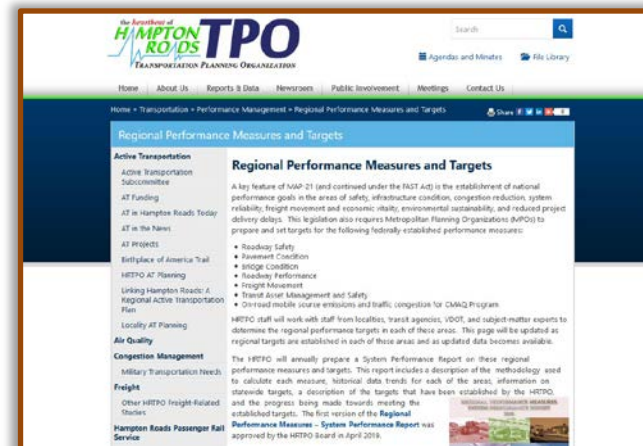 the heartbeat of
HAMPTON
ROADS
TPO
TRANSPORTATION PLANNING ORGANIZATION
Search
Agendas and Minutes
File Library
Home About Us Reports & Data Newsroom Public Involvement Meetings Contact Us
Home » Transportation » Performance Management » Regional Performance Measures and Targets
Share
0
Regional Performance Measures and Targets
Active Transportation
Active Transportation
Subcommittee
AT Funding
AT in Hampton Roads Today
AT in the News
AT Projects
Birthplace of America Trail
HRTPO AT Planning
Linking Hampton Roads: A
Regional Active Transportation
Plan
Locality AT Planning
Air Quality
Congestion Management
Military Transportation Needs
Freight
Other HRTPO Freight-Related
Studies
Hampton Roads Passenger Rail
Service
Regional Performance Measures and Targets
A key feature of MAP-21 (and continued under the FAST Act) is the establishment of national
performance goals in the areas of safety, infrastructure condition, congestion reduction, system
reliability, freight movement and economic vitality, environmental sustainability, and reduced project
delivery delays. This legislation also requires Metropolitan Planning Organizations (MPOs) to
prepare and set targets for the following federally established performance measures:
• Roadway Safety
• Pavement Condition
• Bridge Condition
• Roadway Performance
• Freight Movement
• Transit Asset Management and Safety
• On-road mobile source emissions and traffic congestion for CMAQ Program
HRTPO staff will work with staff from localities, transit agencies, VDOT, and subject-matter experts to
determine the regional performance targets in each of these areas. This page will be updated as
regional targets are established in each of these areas and as updated data becomes available.
The HRTPO will annually prepare a System Performance Report on these regional
performance measures and targets. This report includes a description of the methodology used
to calculate each measure, historical data trends for each of the areas, information on
statewide targets, a description of the targets that have been established by the HRTPO,
and the progress being made towards meeting the
established targets. The first version of the Regional
Performance Measures – System Performance Report was
approved by the HRTPO Board in April 2019.
REGIONAL PERFORMANCE MEASURES
SYSTEM PERFORMANCE REPORT